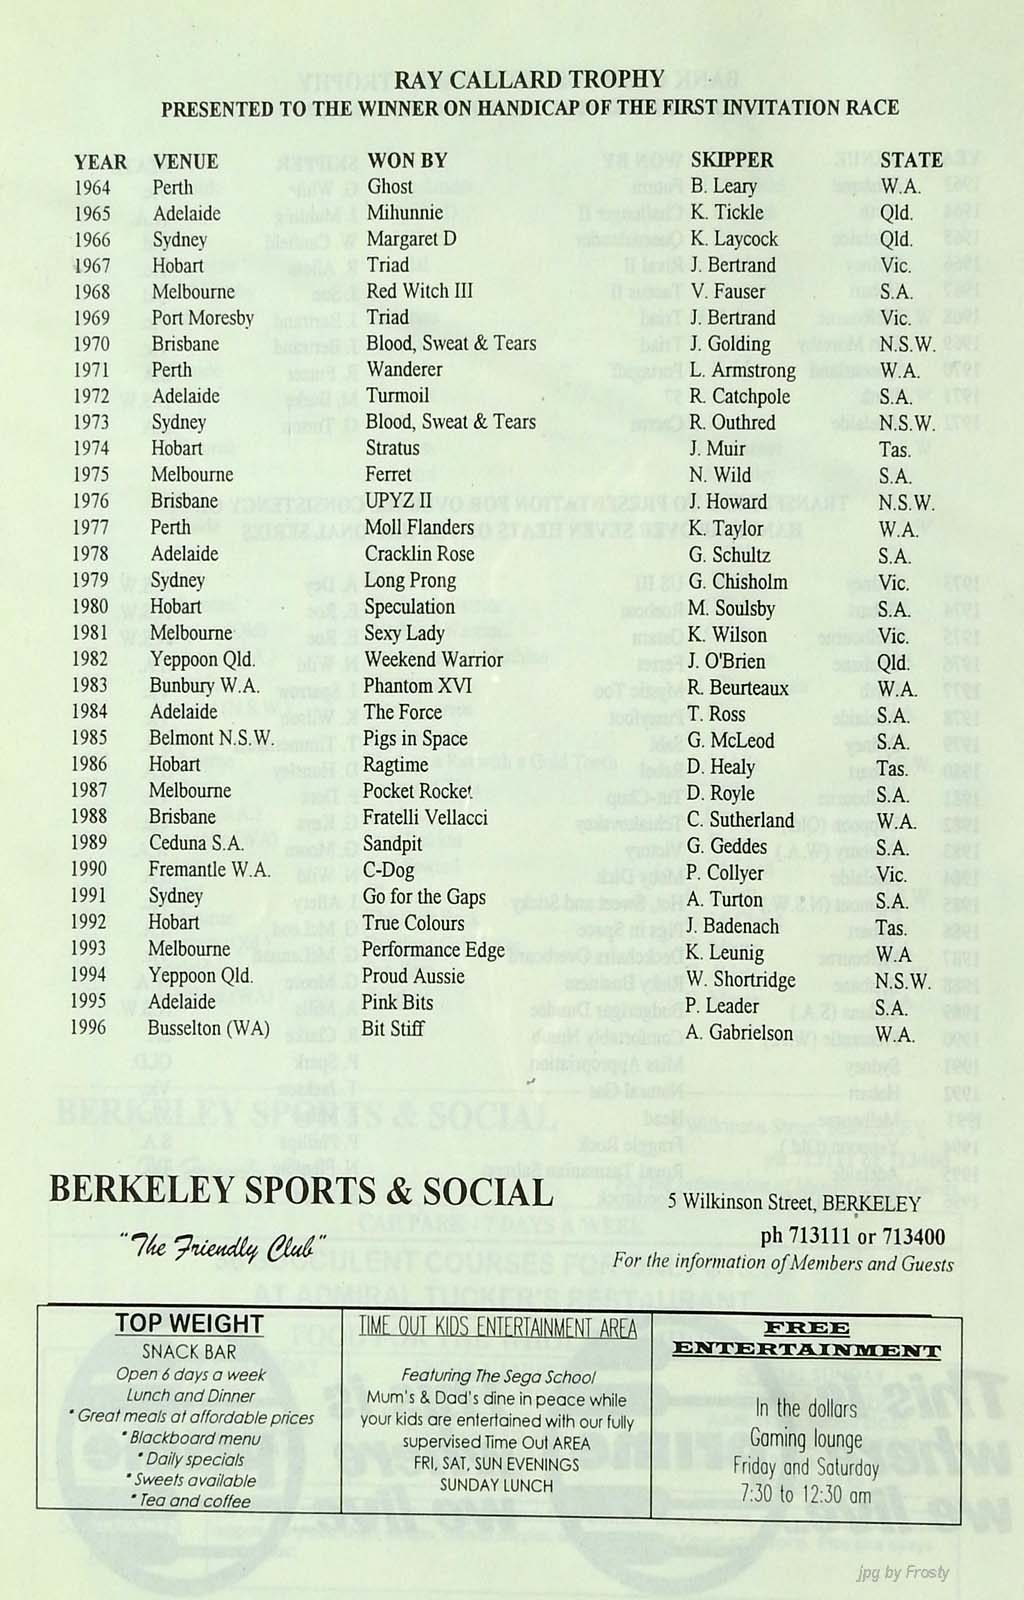 RAY CALLARD TROPHY
PRESENTED TO THE WINNER ON HANDICAP OF THE FIRST INVITATION RACE
YEAR VENUE WON BY SKIPPER STATE
1964 Perth Ghost B. Leary W.A.
1965 Adelaide Mihunnie K. Tickle Qld.
1966 Sydney Margaret D K. Laycock Qld.
1967 Hobart Triad J. Bertrand Vic.
1968 Melbourne Red Witch III V. Fauser S.A.
1969 Port Moresby Triad J. Bertrand Vic.
1970 Brisbane Blood, Sweat & Tears J. Golding N.S.W.
1971 Perth Wanderer L. Armstrong W.A.
1972 Adelaide Turmoil R. Catchpole S.A.
1973 Sydney Blood, Sweat & Tears R. Outhred N.S.W.
1974 Hobart Stratus J. Muir Tas.
1975 Melbourne Ferret N. Wild S.A.
1976 Brisbane UPYZ II J. Howard N.S.W.
1977 Perth Moll Flanders K. Taylor W.A.
1978 Adelaide Cracklin Rose G. Schultz S.A.
1979 Sydney Long Prong G. Chisholm Vic.
1980 Hobart Speculation M. Soulsby S.A.
1981 Melbourne Sexy Lady K. Wilson Vic.
1982 Yeppoon Qld. Weekend Warrior J. O'Brien Qld.
1983 Bunbury W.A. Phantom XVI R. Beurteaux W.A.
1984 Adelaide The Force T. Ross S.A.
1985 Belmont N.S.W. Pigs in Space G. McLeod S.A.
1986 Hobart Ragtime D. Healy Tas.
1987 Melbourne Pocket Rocket D. Royle S.A.
1988 Brisbane Fratelli Vellacci C. Sutherland W.A.
1989 Ceduna S.A. Sandpit G. Geddes S.A.
1990 Fremantle W.A. C-Dog P. Collyer Vic.
1991 Sydney Go for the Gaps A. Turton S.A.
1992 Hobart True Colours J. Badenach Tas.
1993 Melbourne Performance Edge K. Leunig W.A
1994 Yeppoon Qld. Proud Aussie W. Shortridge N.S.W.
1995 Adelaide Pink Bits P. Leader S.A.
1996 Busselton (WA) Bit Stiff A. Gabrielson W.A.
BERKELEY SPORTS & SOCIAL
"The Friendly Club"
5 Wilkinson Street, BERKELEY
ph 713111 or 713400
For the information of Members and Guests
TOP WEIGHT
SNACK BAR
Open 6 days a week
Lunch and Dinner
* Great meals at affordable prices
* Blackboard menu
* Daily specials
* Sweets available
* Tea and coffee
TIME OUT KIDS ENTERTAINMENT AREA
Featuring The Sega School
Mum's & Dad's dine in peace while
your kids are entertained with our fully
supervised Time Out AREA
FRI, SAT, SUN EVENINGS
SUNDAY LUNCH
FREE
ENTERTAINMENT
In the dollars
Gaming lounge
Friday and Saturday
7:30 to 12:30 am
jpg by Frosty